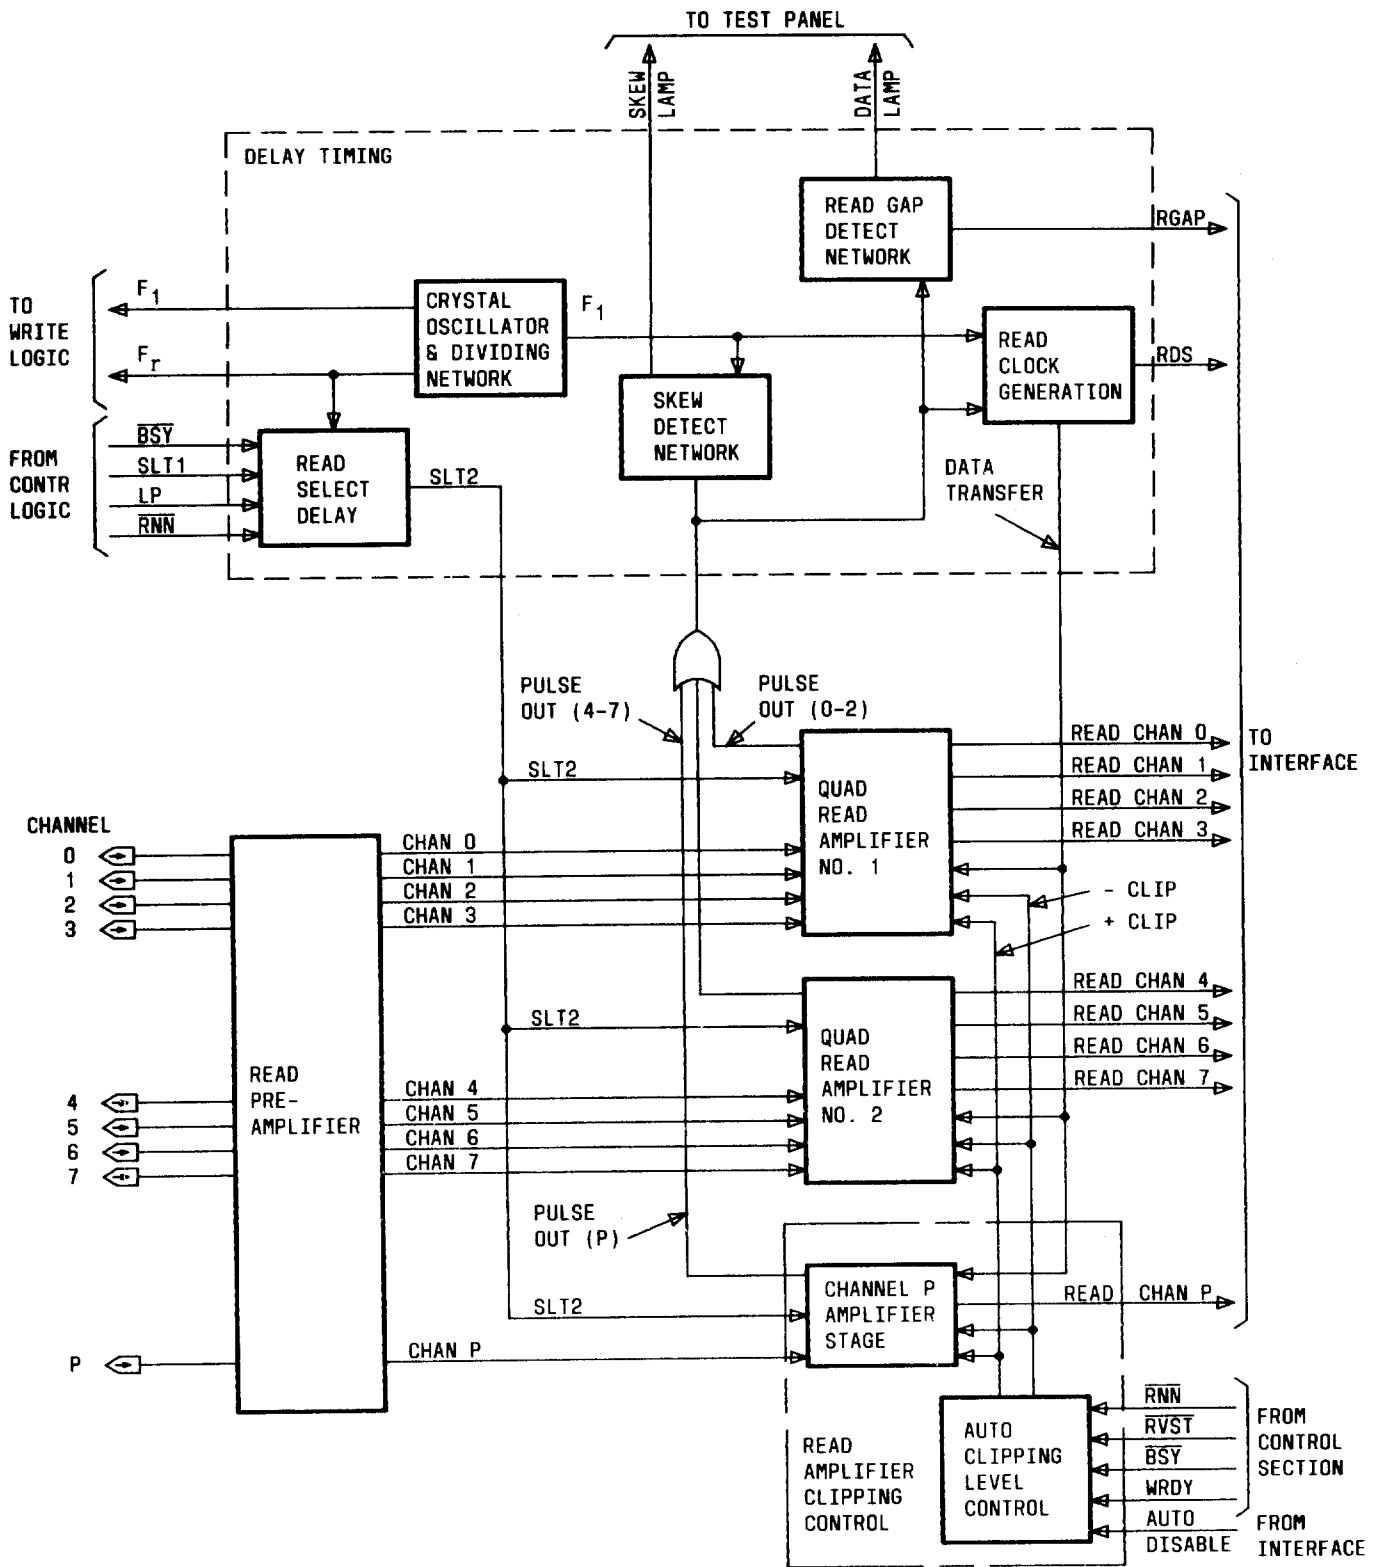 TO TEST PANEL
SKEW
LAMP
DATA
LAMP
DELAY TIMING
READ GAP
DETECT
NETWORK
RGAP
TO
WRITE
LOGIC
F1
Fr
CRYSTAL
OSCILLATOR
& DIVIDING
NETWORK
F1
READ
CLOCK
GENERATION
RDS
SKEW
DETECT
NETWORK
FROM
CONTR
LOGIC
B̅S̅Y̅
SLT1
LP
R̅N̅N̅
READ
SELECT
DELAY
SLT2
DATA
TRANSFER
PULSE
OUT (4-7)
PULSE
OUT (0-2)
SLT2
QUAD
READ
AMPLIFIER
NO. 1
READ CHAN 0
READ CHAN 1
READ CHAN 2
READ CHAN 3
TO
INTERFACE
CHANNEL
0
1
2
3
CHAN 0
CHAN 1
CHAN 2
CHAN 3
- CLIP
+ CLIP
SLT2
QUAD
READ
AMPLIFIER
NO. 2
READ CHAN 4
READ CHAN 5
READ CHAN 6
READ CHAN 7
READ
PRE-
AMPLIFIER
4
5
6
7
CHAN 4
CHAN 5
CHAN 6
CHAN 7
PULSE
OUT (P)
SLT2
CHANNEL P
AMPLIFIER
STAGE
READ CHAN P
P
CHAN P
READ
AMPLIFIER
CLIPPING
CONTROL
AUTO
CLIPPING
LEVEL
CONTROL
R̅N̅N̅
R̅V̅S̅T̅
B̅S̅Y̅
WRDY
AUTO
DISABLE
FROM
CONTROL
SECTION
FROM
INTERFACE